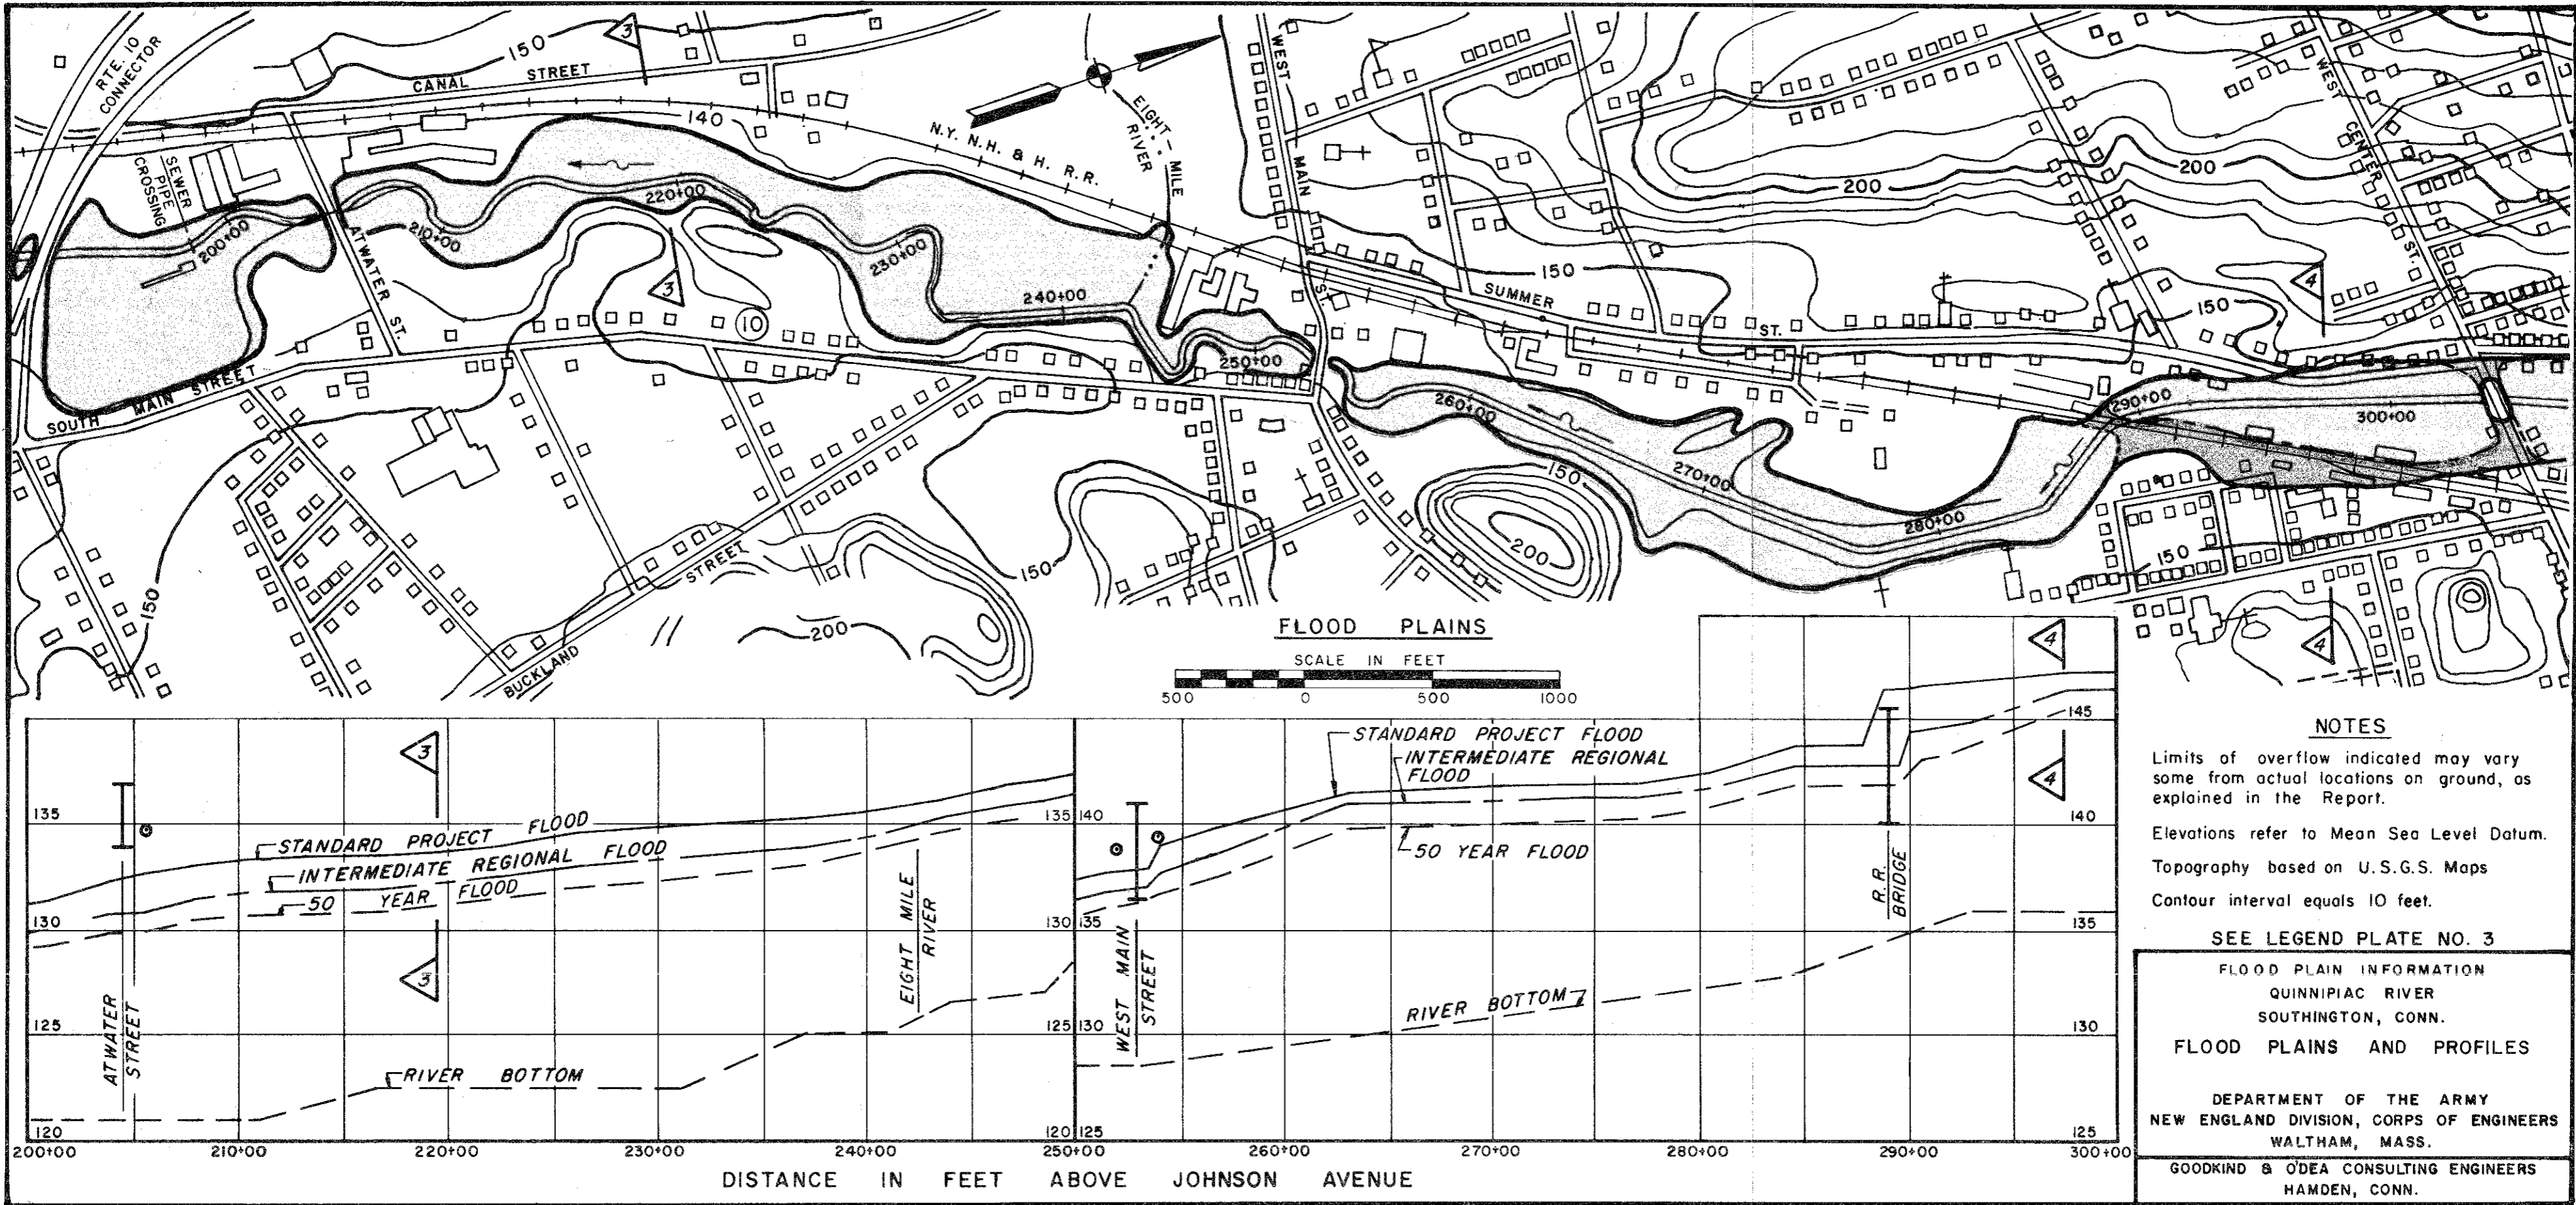 RTE. 10
CONNECTOR
150
3
CANAL STREET
140
SEWER
PIPE
CROSSING
N.Y. N.H. & H. R.R.
EIGHT-MILE
RIVER
WEST MAIN ST.
WEST CENTER ST.
200
200
200+00
210+00
220+00
230+00
240+00
250+00
260+00
270+00
280+00
290+00
300+00
ATWATER ST.
3
10
150
SUMMER ST.
150
4
SOUTH MAIN STREET
150
150
150
200
150
BUCKLAND STREET
200
4
FLOOD PLAINS
SCALE IN FEET
500 0 500 1000
135
130
125
120
ATWATER
STREET
3
3
STANDARD PROJECT FLOOD
INTERMEDIATE REGIONAL FLOOD
50 YEAR FLOOD
RIVER BOTTOM
EIGHT MILE
RIVER
135 140
130 135
125 130
120 125
WEST MAIN
STREET
STANDARD PROJECT FLOOD
INTERMEDIATE REGIONAL
FLOOD
50 YEAR FLOOD
RIVER BOTTOM
R.R.
BRIDGE
4
4
145
140
135
130
125
200+00 210+00 220+00 230+00 240+00 250+00 260+00 270+00 280+00 290+00 300+00
DISTANCE IN FEET ABOVE JOHNSON AVENUE
NOTES
Limits of overflow indicated may vary
some from actual locations on ground, as
explained in the Report.
Elevations refer to Mean Sea Level Datum.
Topography based on U.S.G.S. Maps
Contour interval equals 10 feet.
SEE LEGEND PLATE NO. 3
FLOOD PLAIN INFORMATION
QUINNIPIAC RIVER
SOUTHINGTON, CONN.
FLOOD PLAINS AND PROFILES
DEPARTMENT OF THE ARMY
NEW ENGLAND DIVISION, CORPS OF ENGINEERS
WALTHAM, MASS.
GOODKIND & O'DEA CONSULTING ENGINEERS
HAMDEN, CONN.